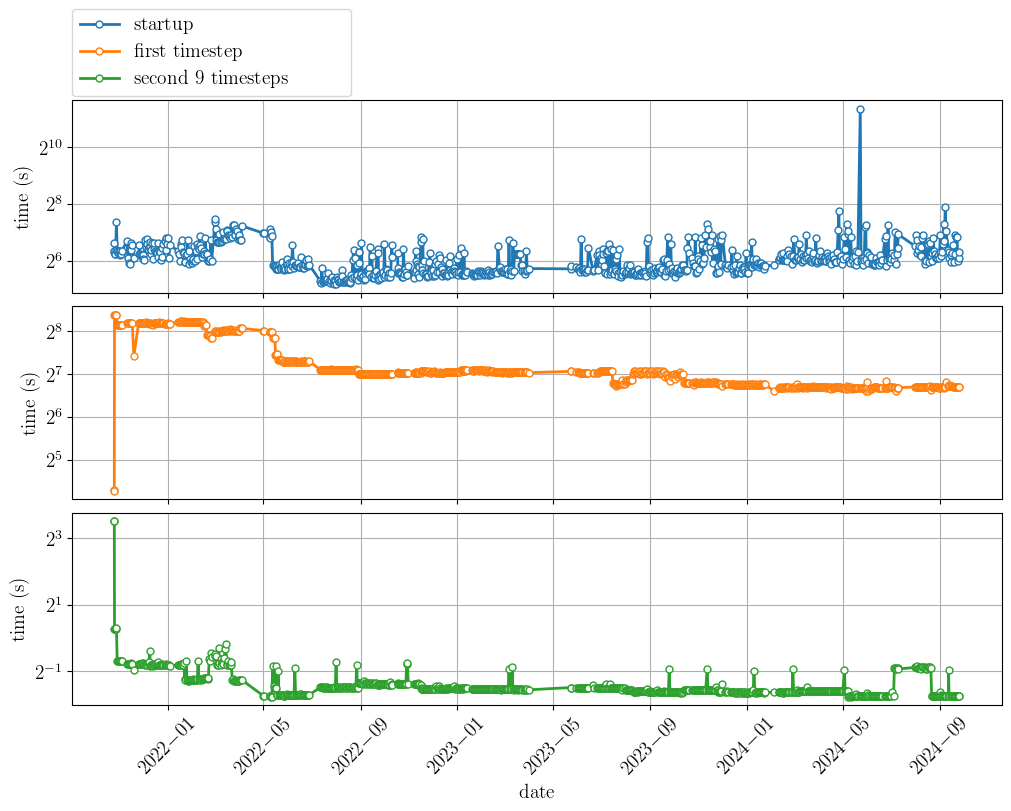 startup
first timestep
second 9 timesteps
time (s)
2^10
2^8
2^6
time (s)
2^8
2^7
2^6
2^5
time (s)
2^3
2^1
2^−1
2022−01
2022−05
2022−09
2023−01
2023−05
2023−09
2024−01
2024−05
2024−09
date